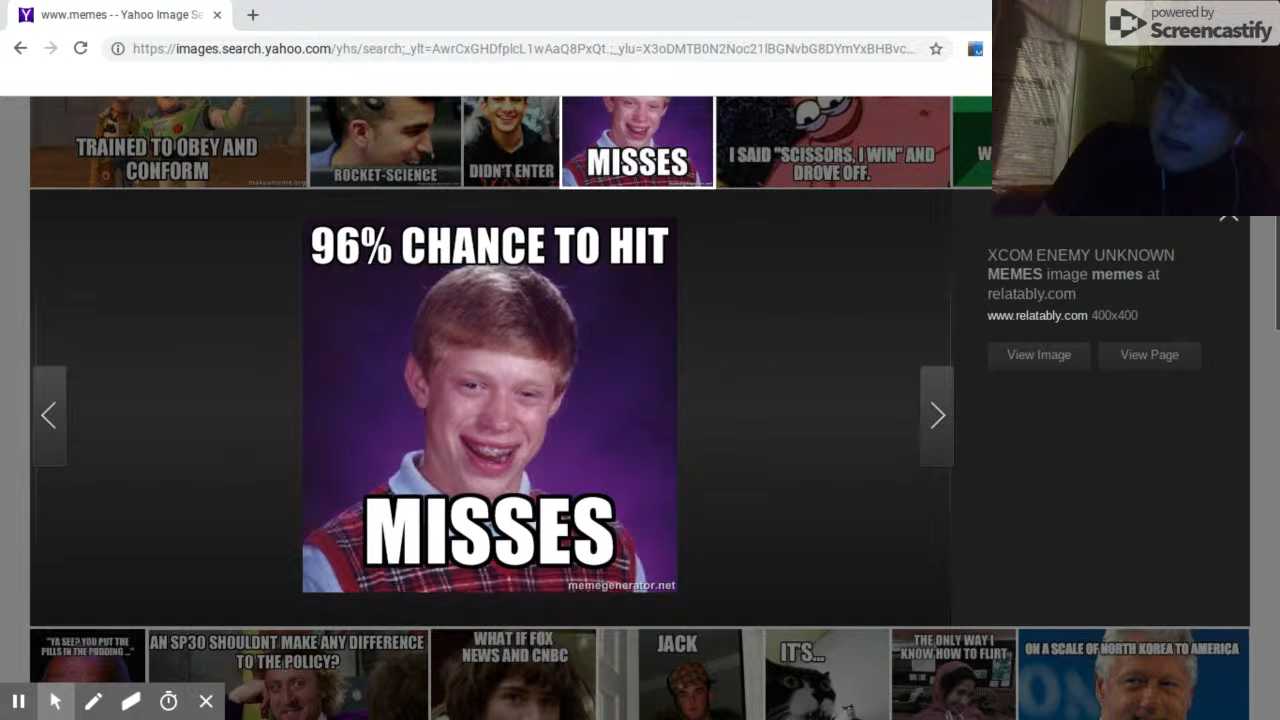 www.memes - - Yahoo Image Se
powered by
Screencastify
https://images.search.yahoo.com/yhs/search;_ylt=AwrCxGHDfplcL1wAaQ8PxQt.;_ylu=X3oDMTB0N2Noc21lBGNvbG8DYmYxBHBvc...
TRAINED TO OBEY AND
CONFORM
makeameme.org
ROCKET-SCIENCE
DIDN'T ENTER
MISSES
I SAID "SCISSORS, I WIN" AND
DROVE OFF.
W
96% CHANCE TO HIT
MISSES
memegenerator.net
XCOM ENEMY UNKNOWN
MEMES image memes at
relatably.com
www.relatably.com 400x400
View Image
View Page
"YA SEE? YOU PUT THE
PILLS IN THE PUDDING..."
AN SP30 SHOULDNT MAKE ANY DIFFERENCE
TO THE POLICY?
WHAT IF FOX
NEWS AND CNBC
JACK
IT'S...
THE ONLY WAY I
KNOW HOW TO FLIRT
ON A SCALE OF NORTH KOREA TO AMERICA